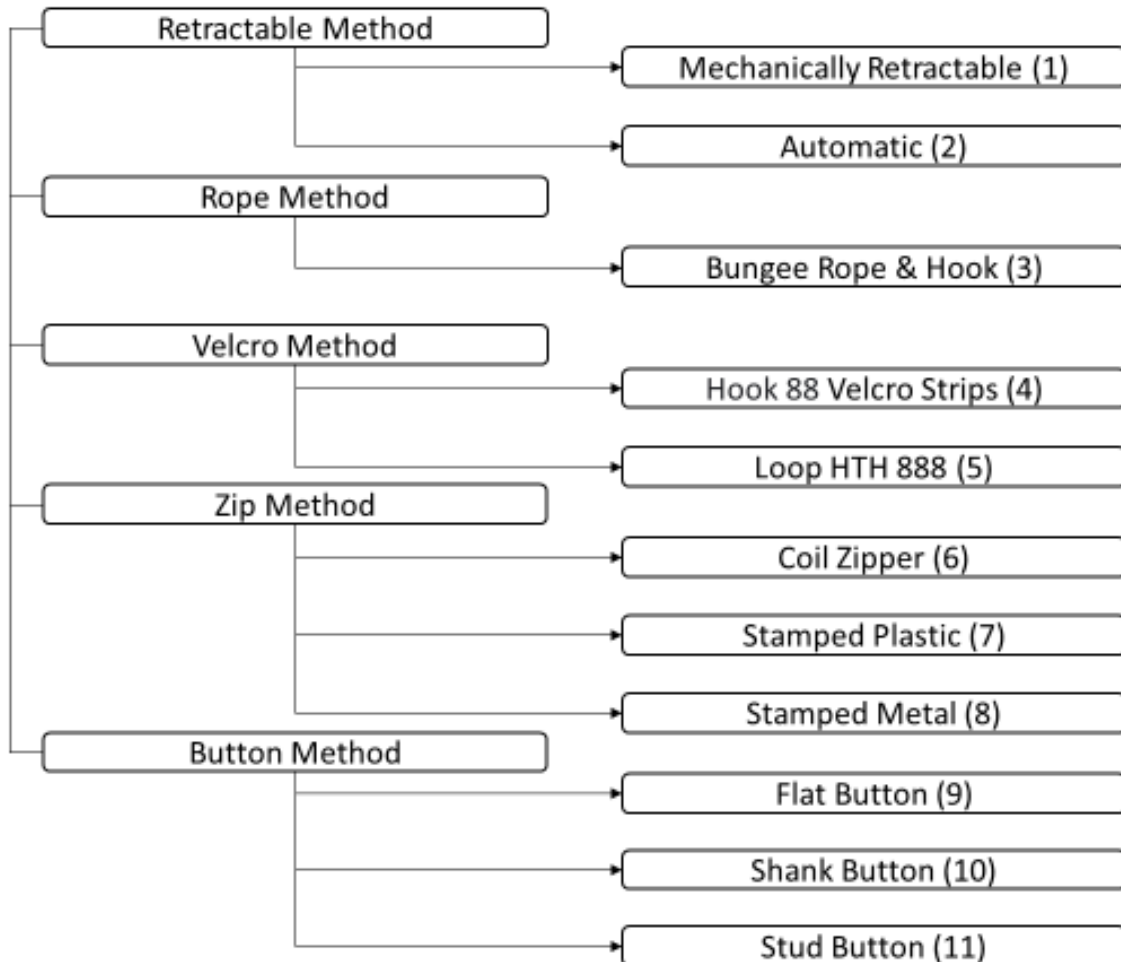 Retractable Method
Mechanically Retractable (1)
Automatic (2)
Rope Method
Bungee Rope & Hook (3)
Velcro Method
Hook 88 Velcro Strips (4)
Loop HTH 888 (5)
Zip Method
Coil Zipper (6)
Stamped Plastic (7)
Stamped Metal (8)
Button Method
Flat Button (9)
Shank Button (10)
Stud Button (11)